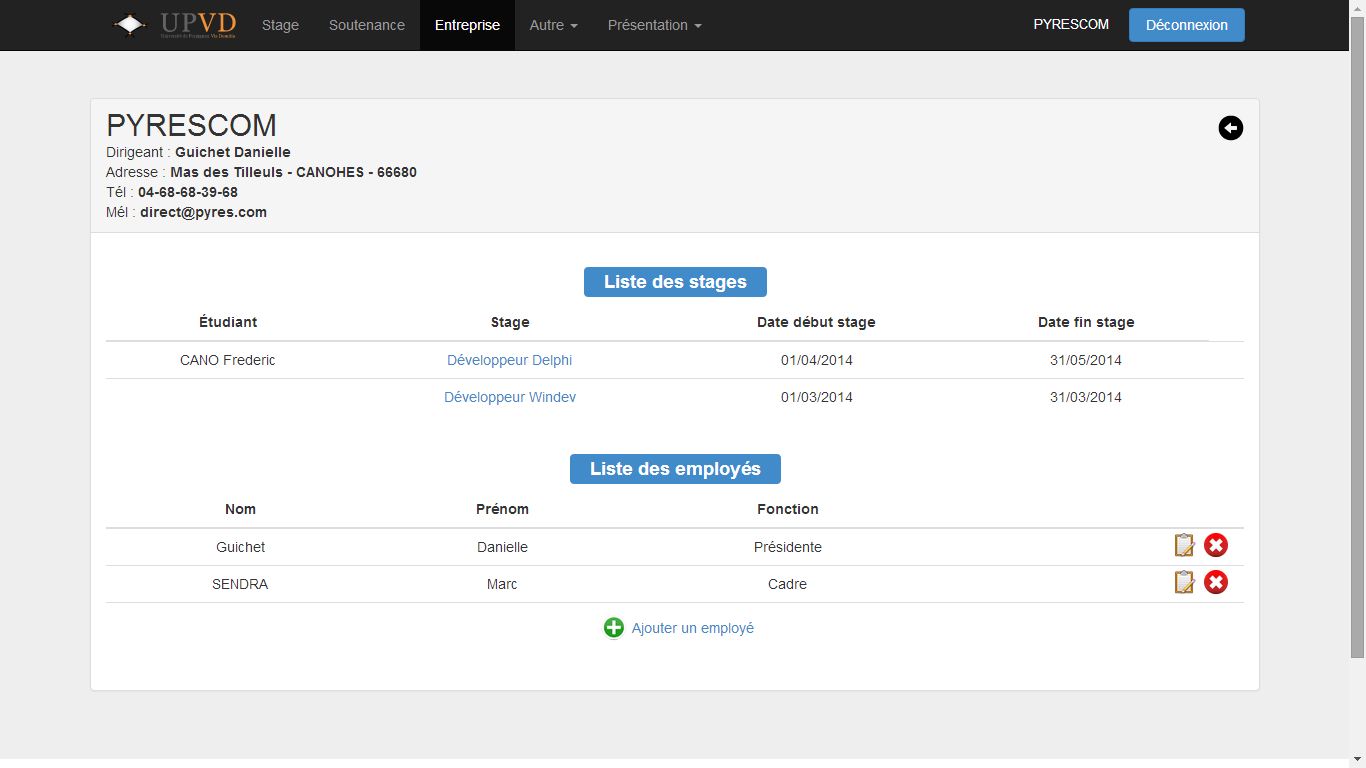 UPVD
Université de Perpignan Via Domitia
Stage
Soutenance
Entreprise
Autre
Présentation
PYRESCOM
Déconnexion
PYRESCOM
Dirigeant : Guichet Danielle
Adresse : Mas des Tilleuls - CANOHES - 66680
Tél : 04-68-68-39-68
Mél : direct@pyres.com
Liste des stages
Étudiant Stage Date début stage Date fin stage
CANO Frederic Développeur Delphi 01/04/2014 31/05/2014
Développeur Windev 01/03/2014 31/03/2014
Liste des employés
Nom Prénom Fonction
Guichet Danielle Présidente
SENDRA Marc Cadre
Ajouter un employé